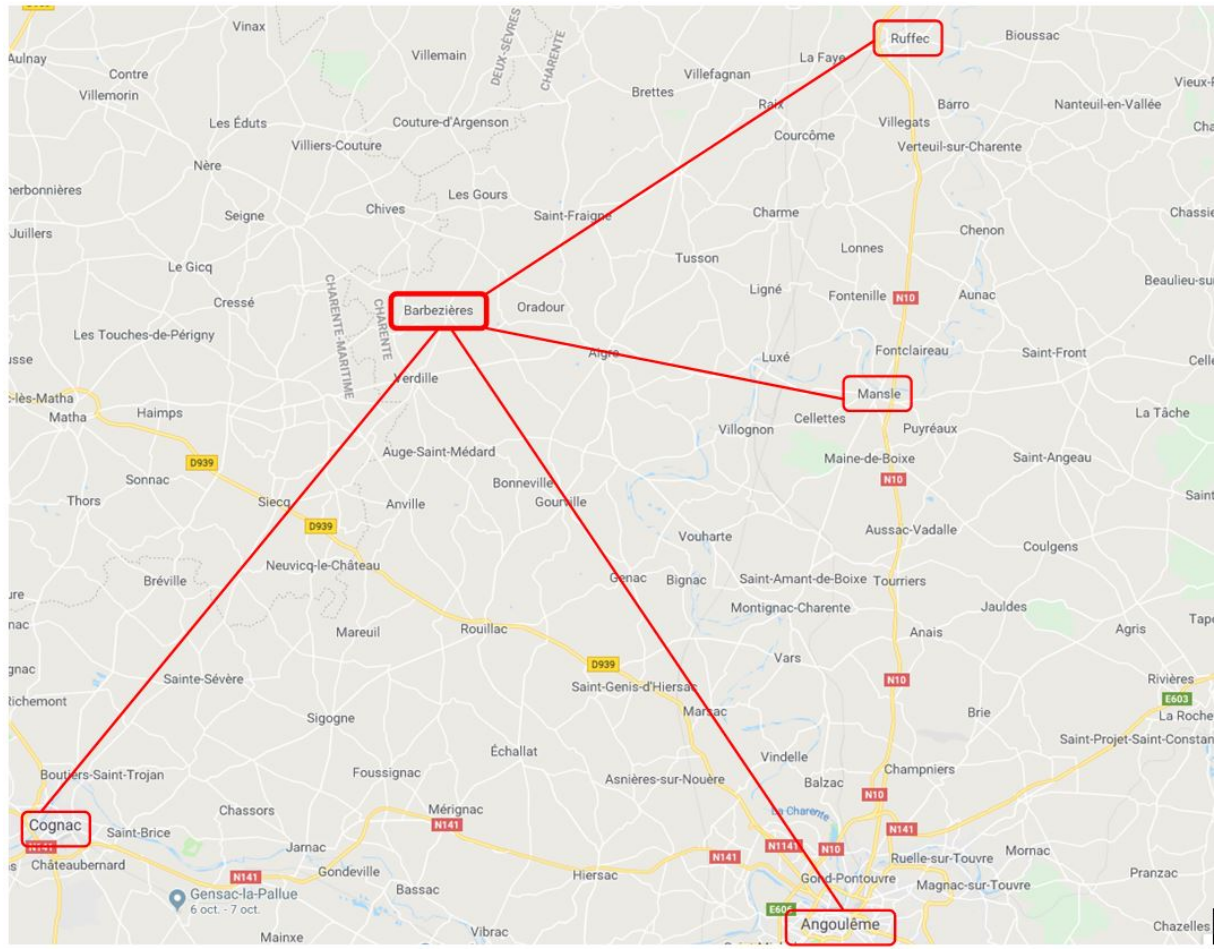 Vinax
Ruffec
Bioussac
Aulnay
Villemain
DEUX-SÈVRES
CHARENTE
La Faye
Contre
Villefagnan
Villemorin
Brettes
Raix
Barro
Nanteuil-en-Vallée
Les Éduts
Couture-d'Argenson
Villegats
Courcôme
Villiers-Couture
Verteuil-sur-Charente
Nère
Les Gours
Chives
Seigne
Saint-Fraigne
Charme
Juillers
Chenon
Lonnes
Tusson
Le Gicq
Ligné
Fontenille
N10
Aunac
Cressé
CHARENTE-MARITIME
CHARENTE
Barbezières
Oradour
Les Touches-de-Périgny
Aigre
Luxé
Fontclaireau
Saint-Front
Verdille
Mansle
Matha
Haimps
Cellettes
La Tâche
Villognon
Puyréaux
Auge-Saint-Médard
Maine-de-Boixe
Saint-Angeau
D939
Sonnac
Bonneville
N10
Thors
Siecq
Anville
Gourville
D939
Aussac-Vadalle
Vouharte
Coulgens
Neuvicq-le-Château
Bréville
Genac
Bignac
Saint-Amant-de-Boixe
Tourriers
Montignac-Charente
Jauldes
Mareuil
Rouillac
Anais
Agris
Vars
D939
Sainte-Sévère
Saint-Genis-d'Hiersac
N10
Rivières
Richemont
E603
Marsac
Brie
Sigogne
La Roche
Saint-Projet-Saint-Constan
Échallat
Vindelle
Boutiers-Saint-Trojan
Foussignac
Asnières-sur-Nouère
Balzac
Champniers
N10
Chassors
Mérignac
La Charente
Cognac
Saint-Brice
N141
N141
N141
Jarnac
N1141
N10
Mornac
Châteaubernard
N141
Ruelle-sur-Touvre
Gondeville
Hiersac
N141
Gond-Pontouvre
Pranzac
Bassac
Magnac-sur-Touvre
Gensac-la-Pallue
6 oct. - 7 oct.
E606
Angoulême
Chazelles
Mainxe
Vibrac